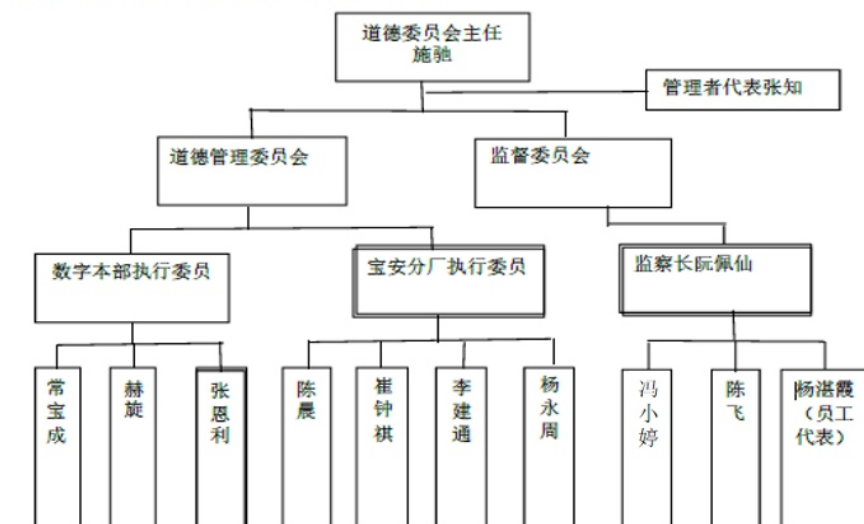 道德委员会主任
施驰
管理者代表张知
道德管理委员会
监督委员会
数字本部执行委员
宝安分厂执行委员
监察长阮佩仙
常宝成
赫旋
张恩利
陈晨
崔钟祺
李建通
杨永周
冯小婷
陈飞
杨湛霞
（员工
代表）